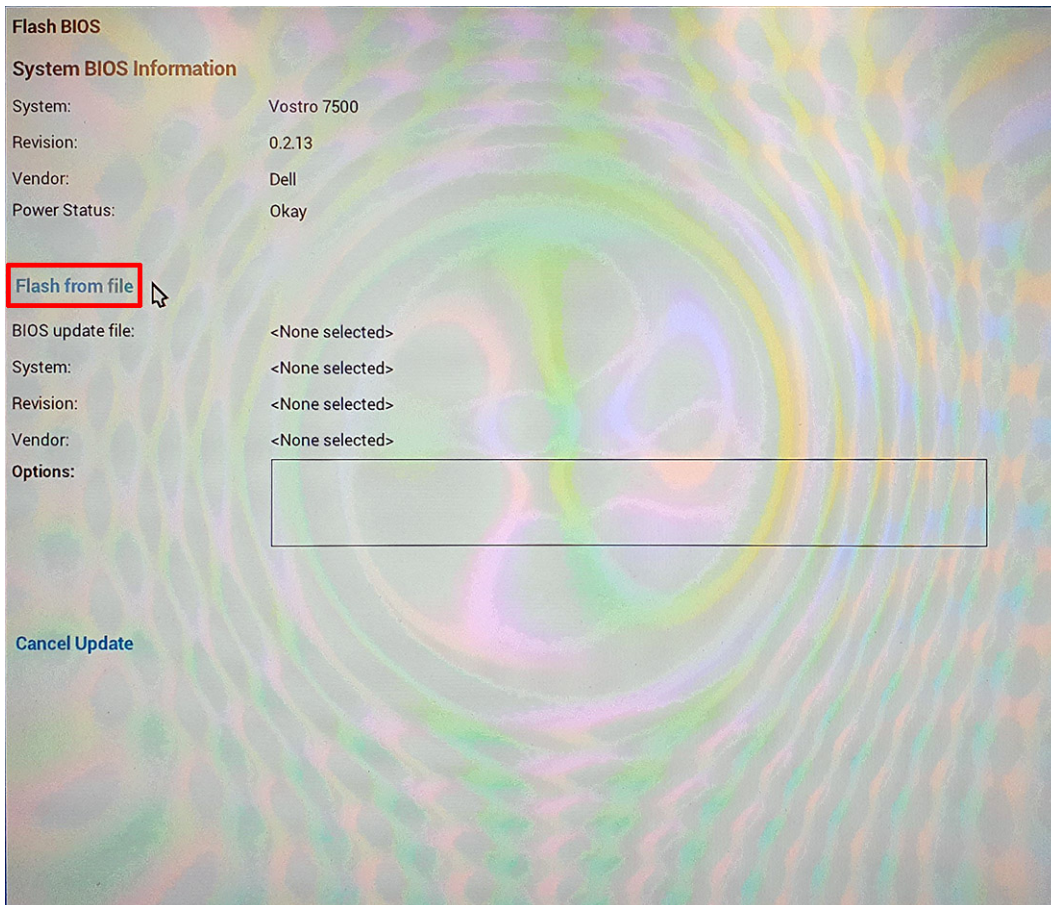 Flash BIOS
System BIOS Information
System: Vostro 7500
Revision: 0.2.13
Vendor: Dell
Power Status: Okay
Flash from file
BIOS update file: <None selected>
System: <None selected>
Revision: <None selected>
Vendor: <None selected>
Options:
Cancel Update